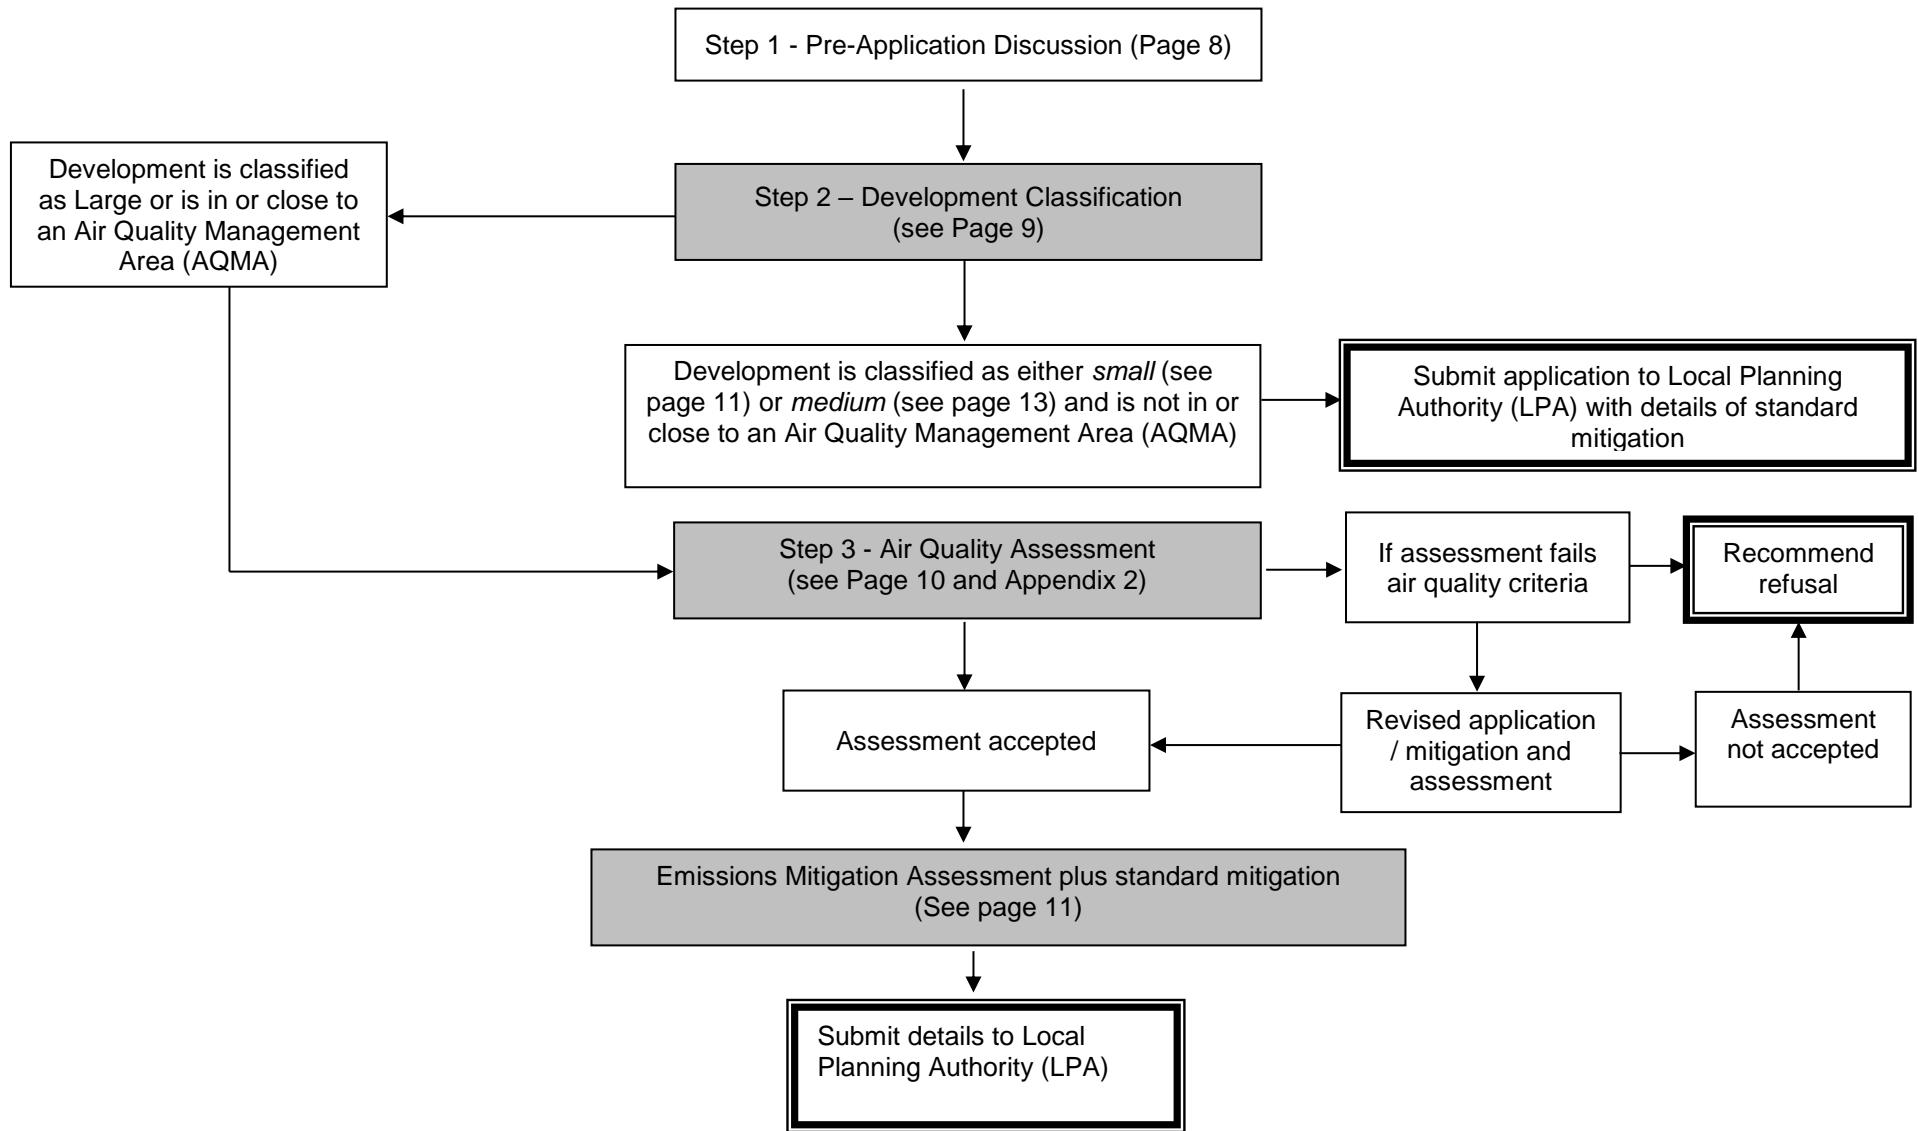 Step 1 - Pre-Application Discussion (Page 8)
Development is classified
as Large or is in or close to
an Air Quality Management
Area (AQMA)
Step 2 – Development Classification
(see Page 9)
Development is classified as either small (see
page 11) or medium (see page 13) and is not in or
close to an Air Quality Management Area (AQMA)
Submit application to Local Planning
Authority (LPA) with details of standard
mitigation
Step 3 - Air Quality Assessment
(see Page 10 and Appendix 2)
If assessment fails
air quality criteria
Recommend
refusal
Assessment accepted
Revised application
/ mitigation and
assessment
Assessment
not accepted
Emissions Mitigation Assessment plus standard mitigation
(See page 11)
Submit details to Local
Planning Authority (LPA)